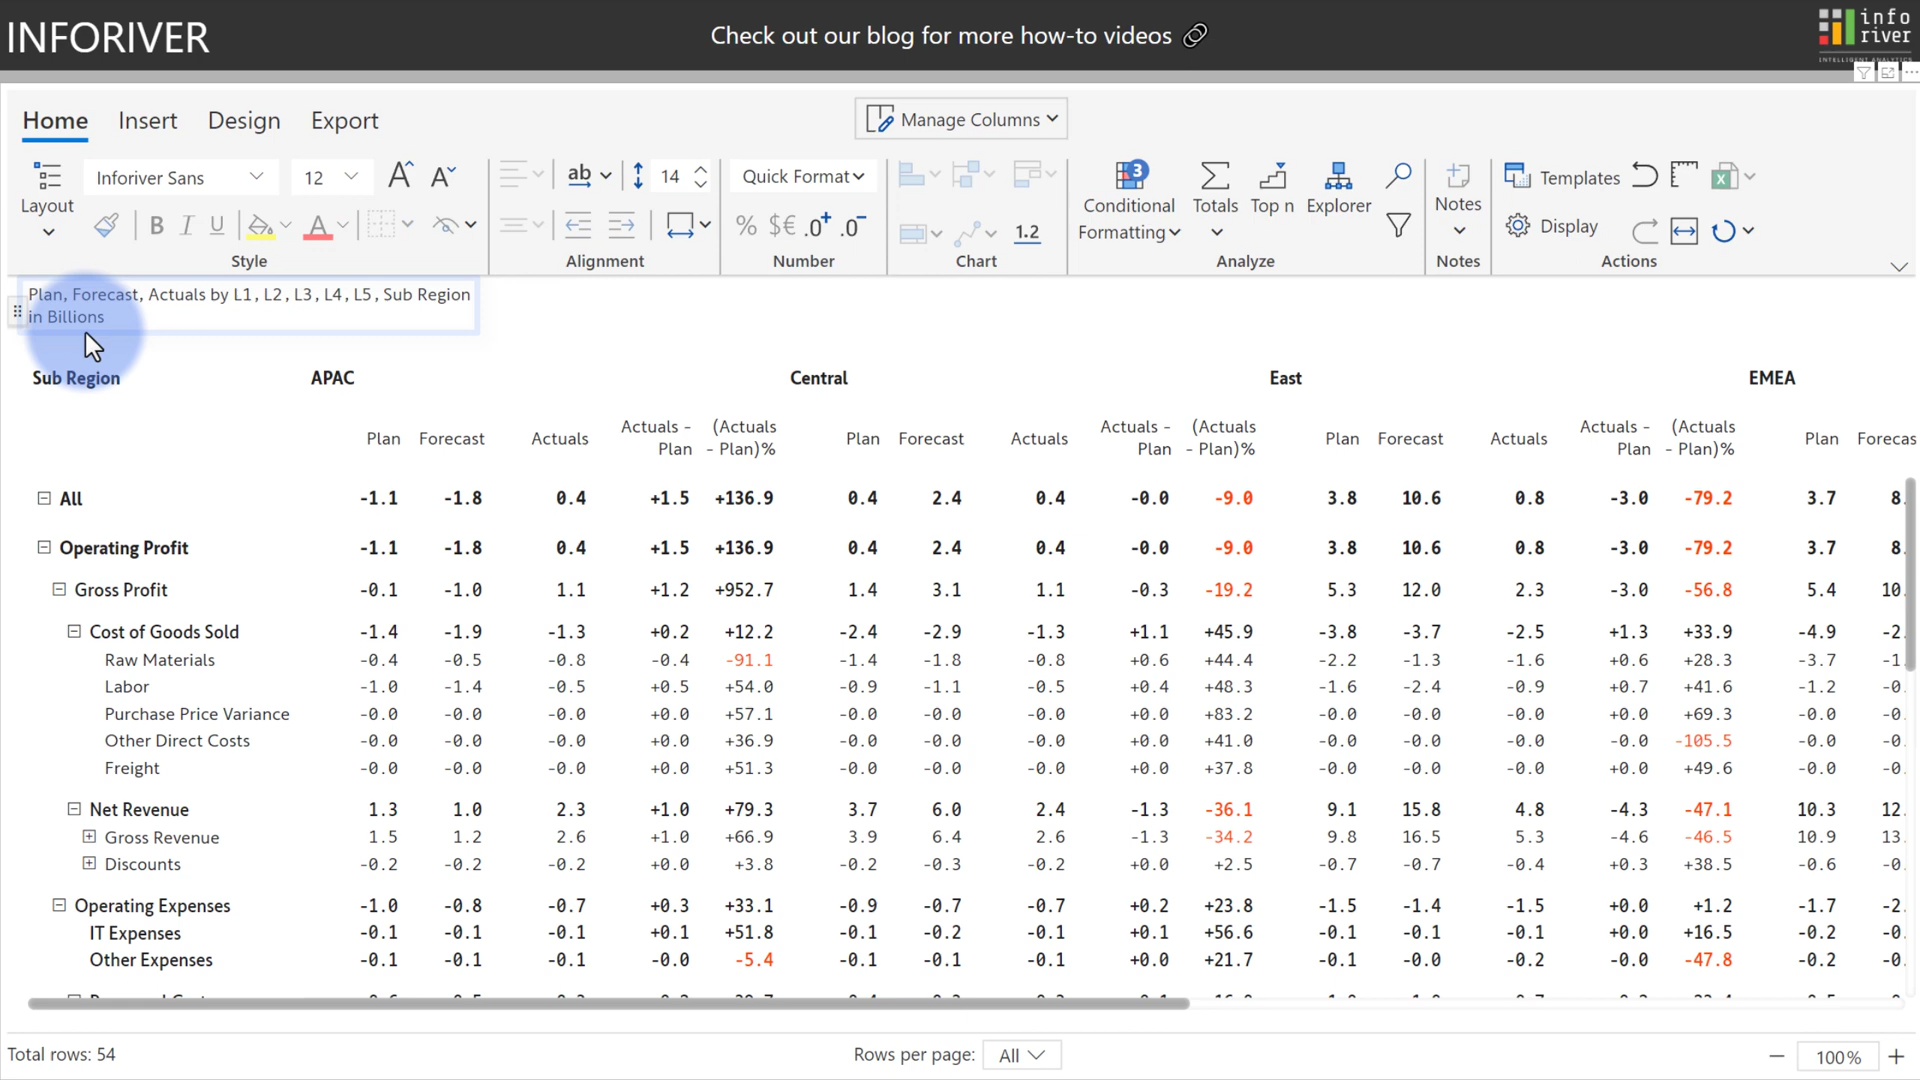 INFORIVER
Check out our blog for more how-to videos
info
river
INTELLIGENT ANALYTICS
Home Insert Design Export
Manage Columns
Layout
Inforiver Sans
12
A A
B I U A
ab
14
Quick Format
% $€ .0+ .0-
1.2
3
Conditional
Formatting
Totals
Top n
Explorer
Notes
Templates
Display
Style Alignment Number Chart Analyze Notes Actions
Plan, Forecast, Actuals by L1, L2, L3, L4, L5, Sub Region
in Billions
Sub Region APAC Central East EMEA
Plan Forecast Actuals Actuals - Plan (Actuals - Plan)% Plan Forecast Actuals Actuals - Plan (Actuals - Plan)% Plan Forecast Actuals Actuals - Plan (Actuals - Plan)% Plan Forecas
All -1.1 -1.8 0.4 +1.5 +136.9 0.4 2.4 0.4 -0.0 -9.0 3.8 10.6 0.8 -3.0 -79.2 3.7 8.
Operating Profit -1.1 -1.8 0.4 +1.5 +136.9 0.4 2.4 0.4 -0.0 -9.0 3.8 10.6 0.8 -3.0 -79.2 3.7 8.
Gross Profit -0.1 -1.0 1.1 +1.2 +952.7 1.4 3.1 1.1 -0.3 -19.2 5.3 12.0 2.3 -3.0 -56.8 5.4 10.
Cost of Goods Sold -1.4 -1.9 -1.3 +0.2 +12.2 -2.4 -2.9 -1.3 +1.1 +45.9 -3.8 -3.7 -2.5 +1.3 +33.9 -4.9 -2.
Raw Materials -0.4 -0.5 -0.8 -0.4 -91.1 -1.4 -1.8 -0.8 +0.6 +44.4 -2.2 -1.3 -1.6 +0.6 +28.3 -3.7 -1.
Labor -1.0 -1.4 -0.5 +0.5 +54.0 -0.9 -1.1 -0.5 +0.4 +48.3 -1.6 -2.4 -0.9 +0.7 +41.6 -1.2 -0.
Purchase Price Variance -0.0 -0.0 -0.0 +0.0 +57.1 -0.0 -0.0 -0.0 +0.0 +83.2 -0.0 -0.0 -0.0 +0.0 +69.3 -0.0 -0.
Other Direct Costs -0.0 -0.0 -0.0 +0.0 +36.9 -0.0 -0.0 -0.0 +0.0 +41.0 -0.0 -0.0 -0.0 -0.0 -105.5 -0.0 -0.
Freight -0.0 -0.0 -0.0 +0.0 +51.3 -0.0 -0.0 -0.0 +0.0 +37.8 -0.0 -0.0 -0.0 +0.0 +49.6 -0.0 -0.
Net Revenue 1.3 1.0 2.3 +1.0 +79.3 3.7 6.0 2.4 -1.3 -36.1 9.1 15.8 4.8 -4.3 -47.1 10.3 12.
Gross Revenue 1.5 1.2 2.6 +1.0 +66.9 3.9 6.4 2.6 -1.3 -34.2 9.8 16.5 5.3 -4.6 -46.5 10.9 13.
Discounts -0.2 -0.2 -0.2 +0.0 +3.8 -0.2 -0.3 -0.2 +0.0 +2.5 -0.7 -0.7 -0.4 +0.3 +38.5 -0.6 -0.
Operating Expenses -1.0 -0.8 -0.7 +0.3 +33.1 -0.9 -0.7 -0.7 +0.2 +23.8 -1.5 -1.4 -1.5 +0.0 +1.2 -1.7 -2.
IT Expenses -0.1 -0.1 -0.1 +0.1 +51.8 -0.1 -0.2 -0.1 +0.1 +56.6 -0.1 -0.1 -0.1 +0.0 +16.5 -0.2 -0.
Other Expenses -0.1 -0.1 -0.1 -0.0 -5.4 -0.1 -0.1 -0.1 +0.0 +21.7 -0.1 -0.0 -0.2 -0.0 -47.8 -0.2 -0.
Total rows: 54 Rows per page: All 100%